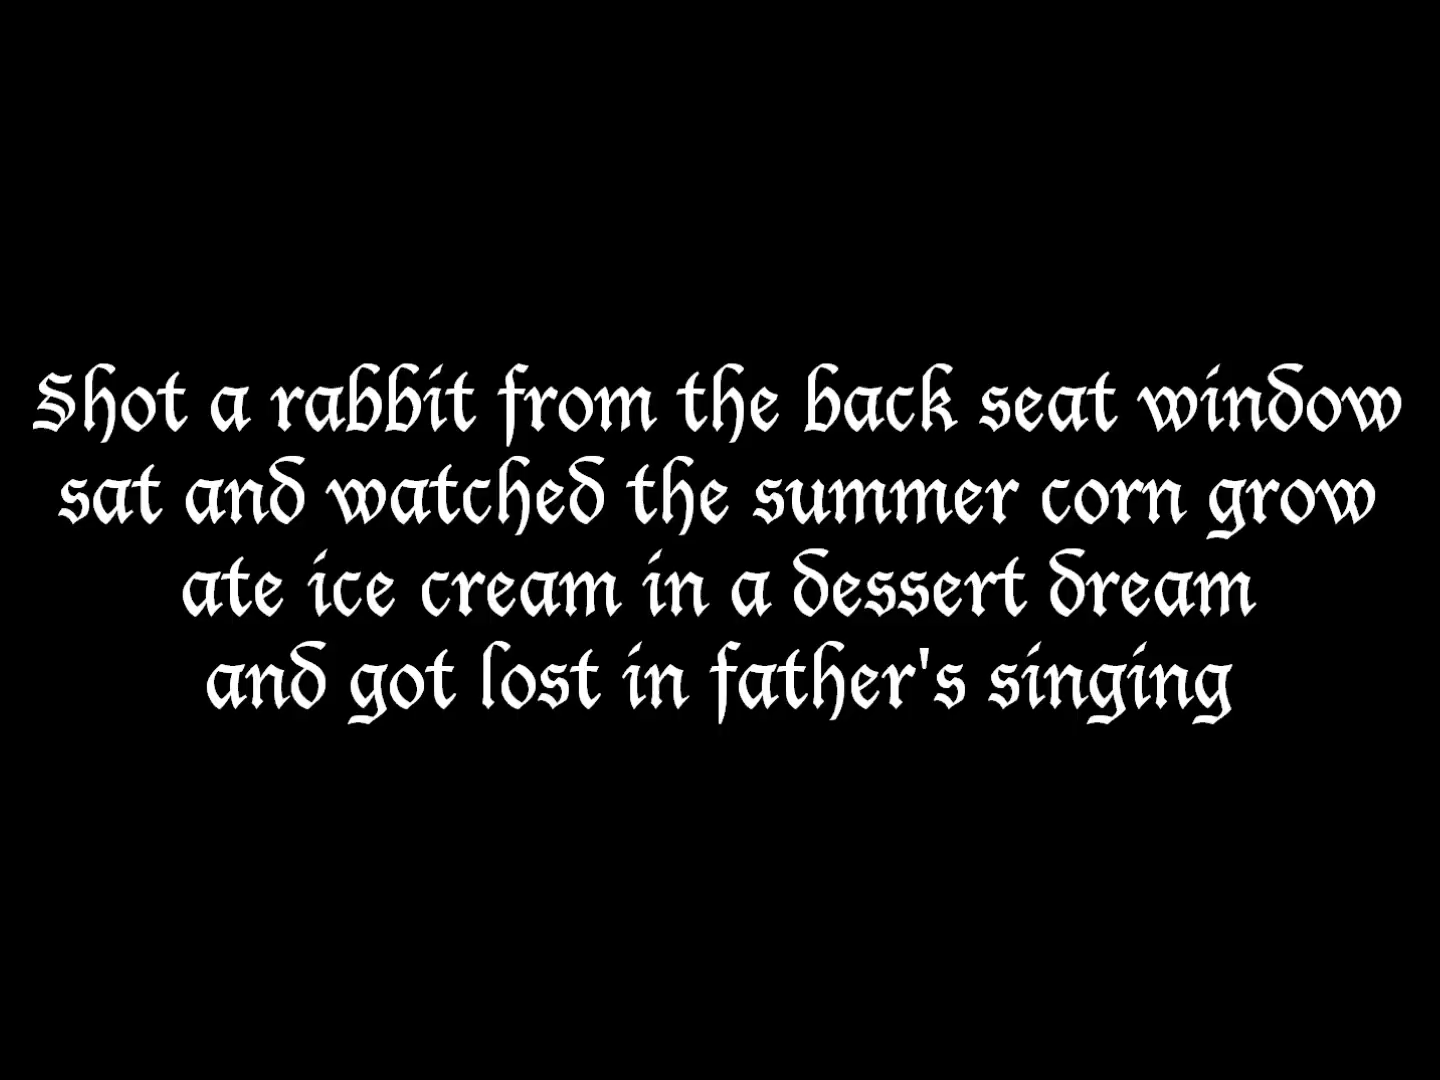 Shot a rabbit from the back seat window
sat and watched the summer corn grow
ate ice cream in a dessert dream
and got lost in father's singing